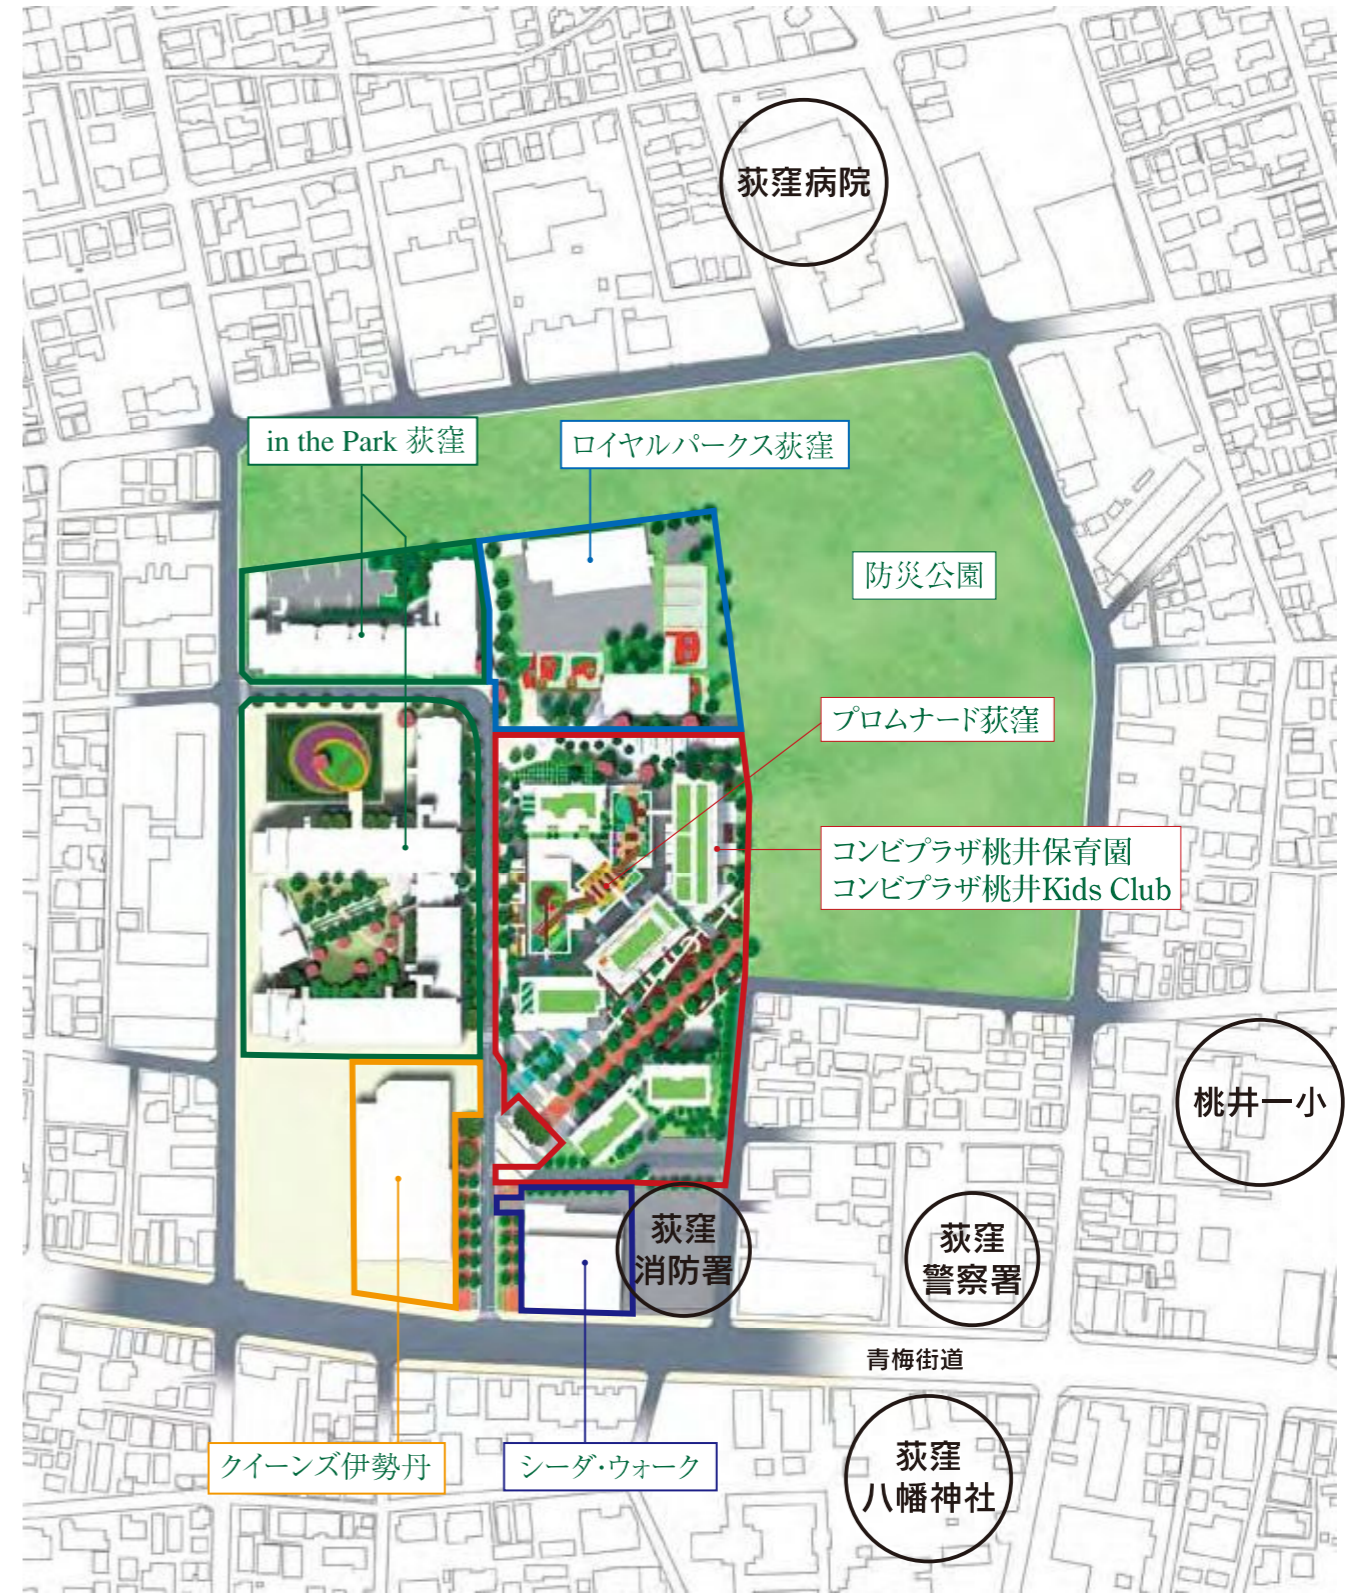 荻窪病院
in the Park 荻窪
ロイヤルパークス荻窪
防災公園
プロムナード荻窪
コンビプラザ桃井保育園
コンビプラザ桃井Kids Club
桃井一小
荻窪
消防署
荻窪
警察署
青梅街道
クイーンズ伊勢丹
シーダ・ウォーク
荻窪
八幡神社